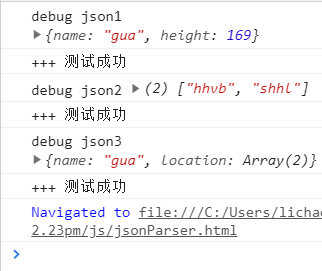 debug json1
{name: "gua", height: 169}
+++ 测试成功
debug json2 (2) ["hhvb", "shhl"]
+++ 测试成功
debug json3
{name: "gua", location: Array(2)}
+++ 测试成功
Navigated to file:///C:/Users/lichao
2.23pm/js/jsonParser.html